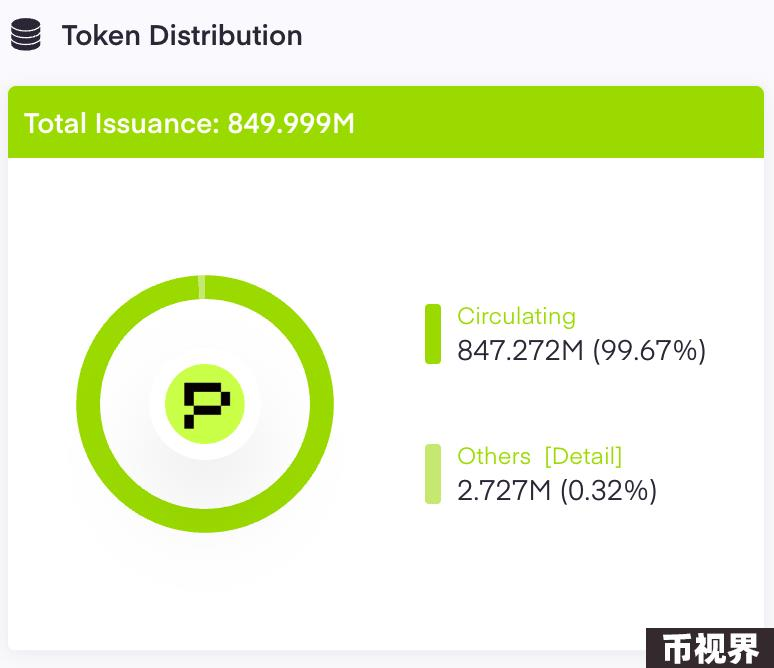 Token Distribution
Total Issuance: 849.999M
Circulating
847.272M (99.67%)
Others [Detail]
2.727M (0.32%)
P
币视界